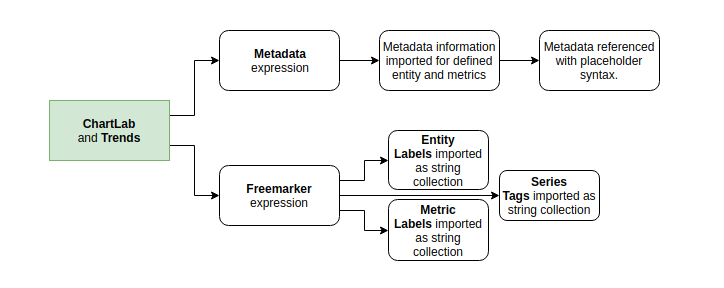 Metadata
expression
Metadata information
imported for defined
entity and metrics
Metadata referenced
with placeholder
syntax.
ChartLab
and Trends
Freemarker
expression
Entity
Labels imported
as string
collection
Series
Tags imported as
string collection
Metric
Labels imported
as string
collection